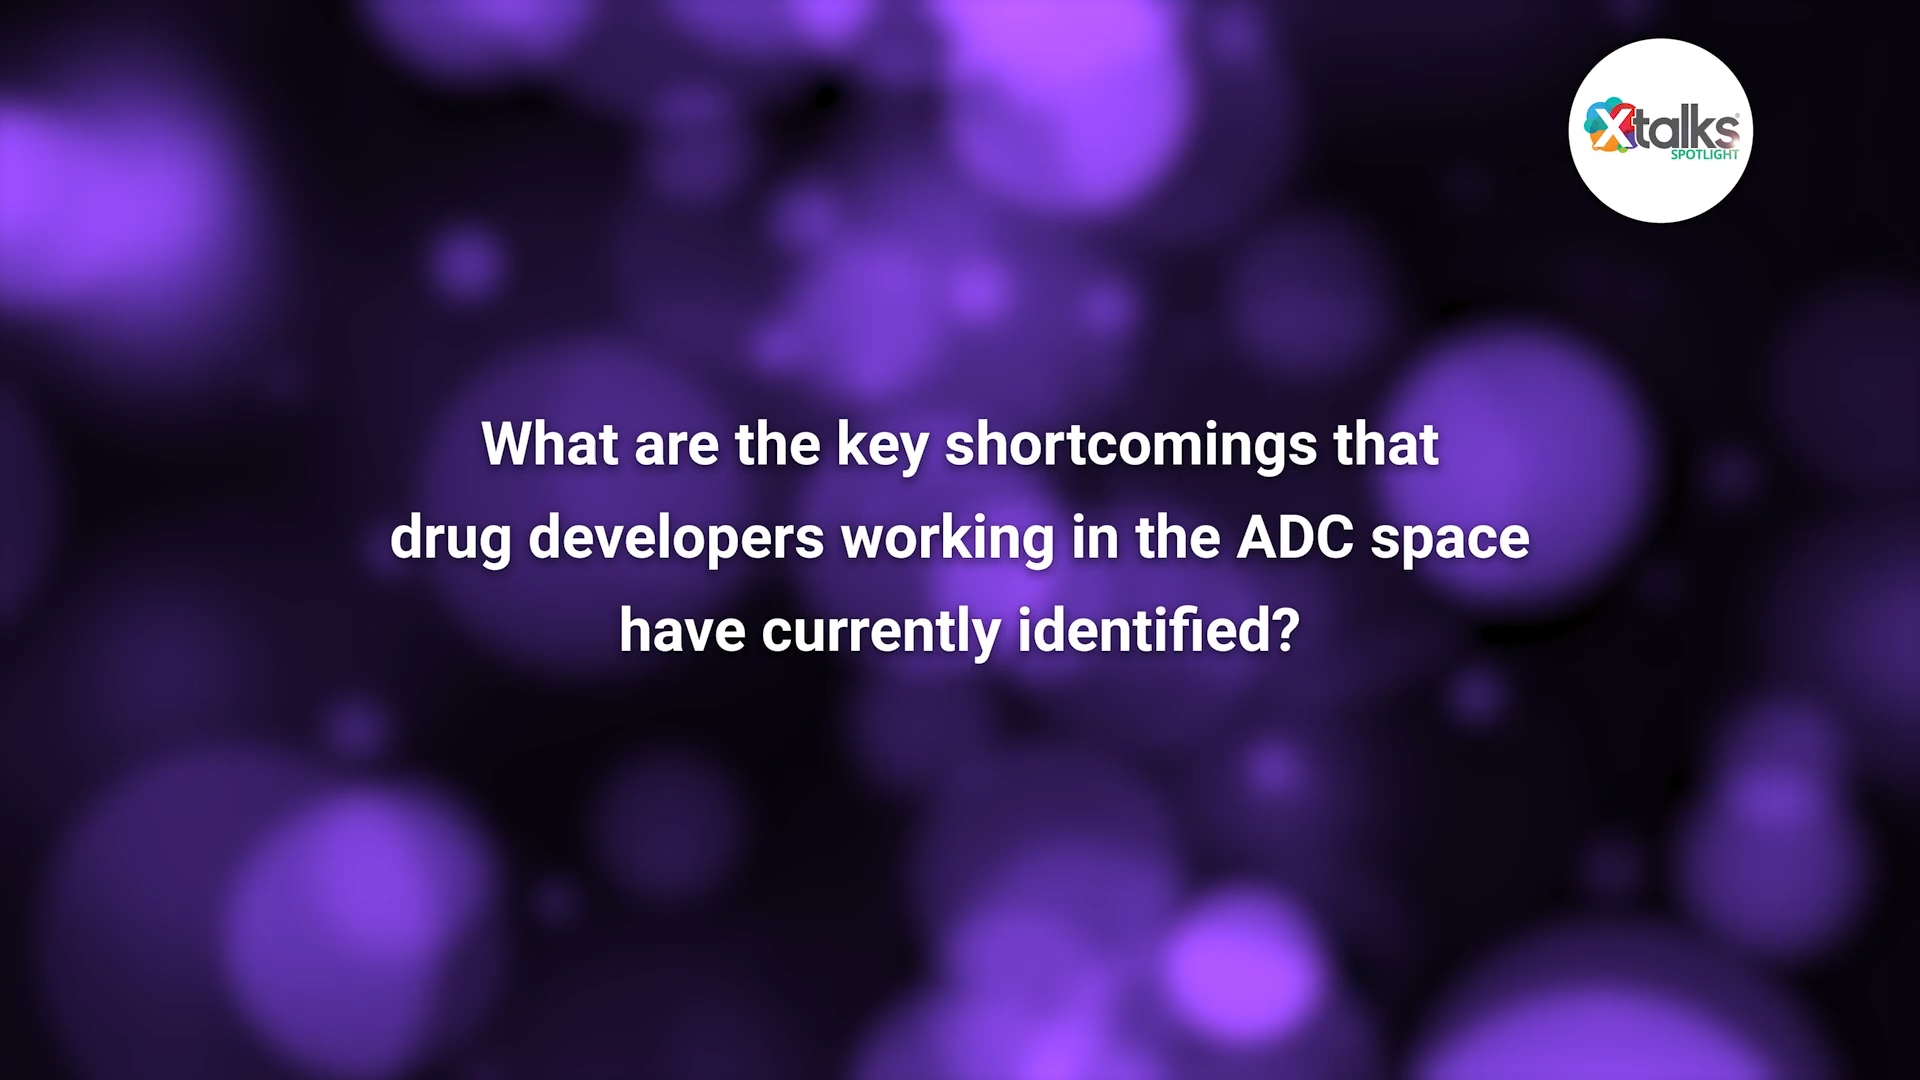 Xtalks
SPOTLIGHT
What are the key shortcomings that
drug developers working in the ADC space
have currently identified?